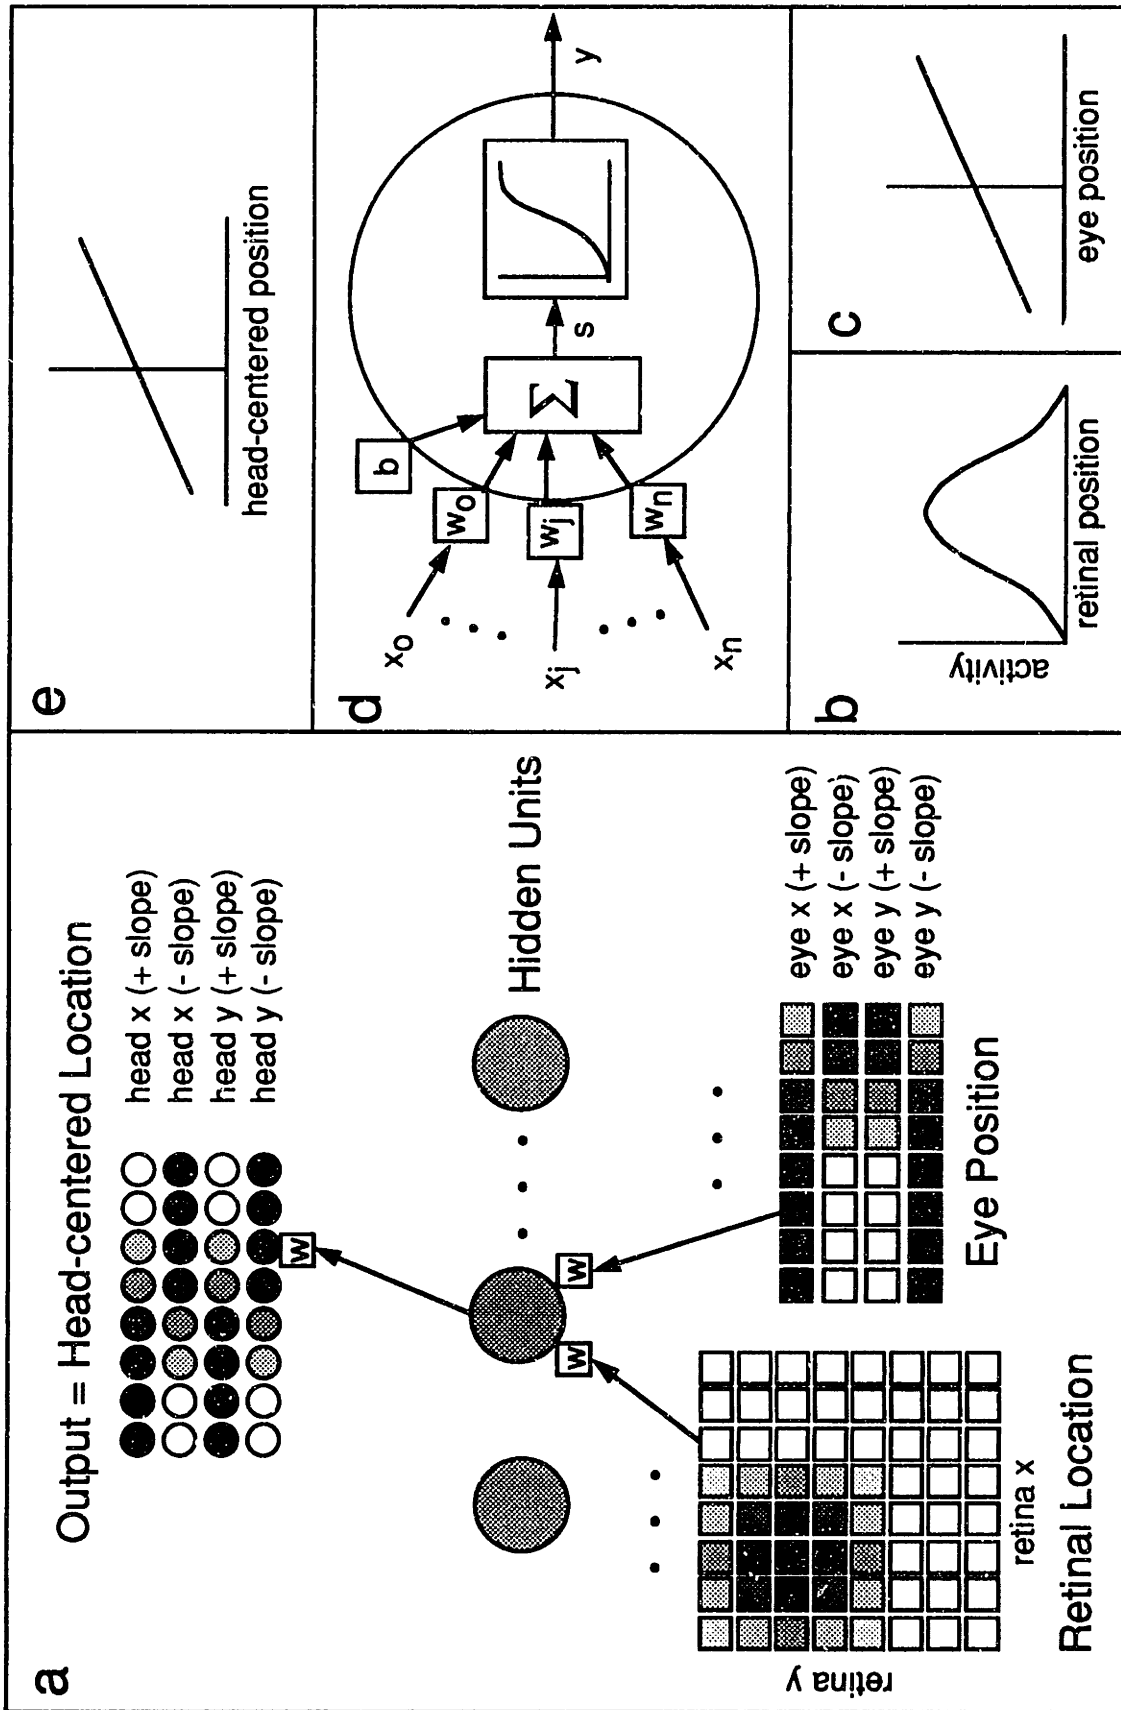 a
Output = Head-centered Location
head x (+ slope)
head x (- slope)
head y (+ slope)
head y (- slope)
w
Hidden Units
w
w
eye x (+ slope)
eye x (- slope)
eye y (+ slope)
eye y (- slope)
Eye Position
retina y
retina x
Retinal Location
e
head-centered position
d
b
x₀
w₀
xⱼ
wⱼ
xₙ
wₙ
Σ
s
y
b
activity
retinal position
c
eye position